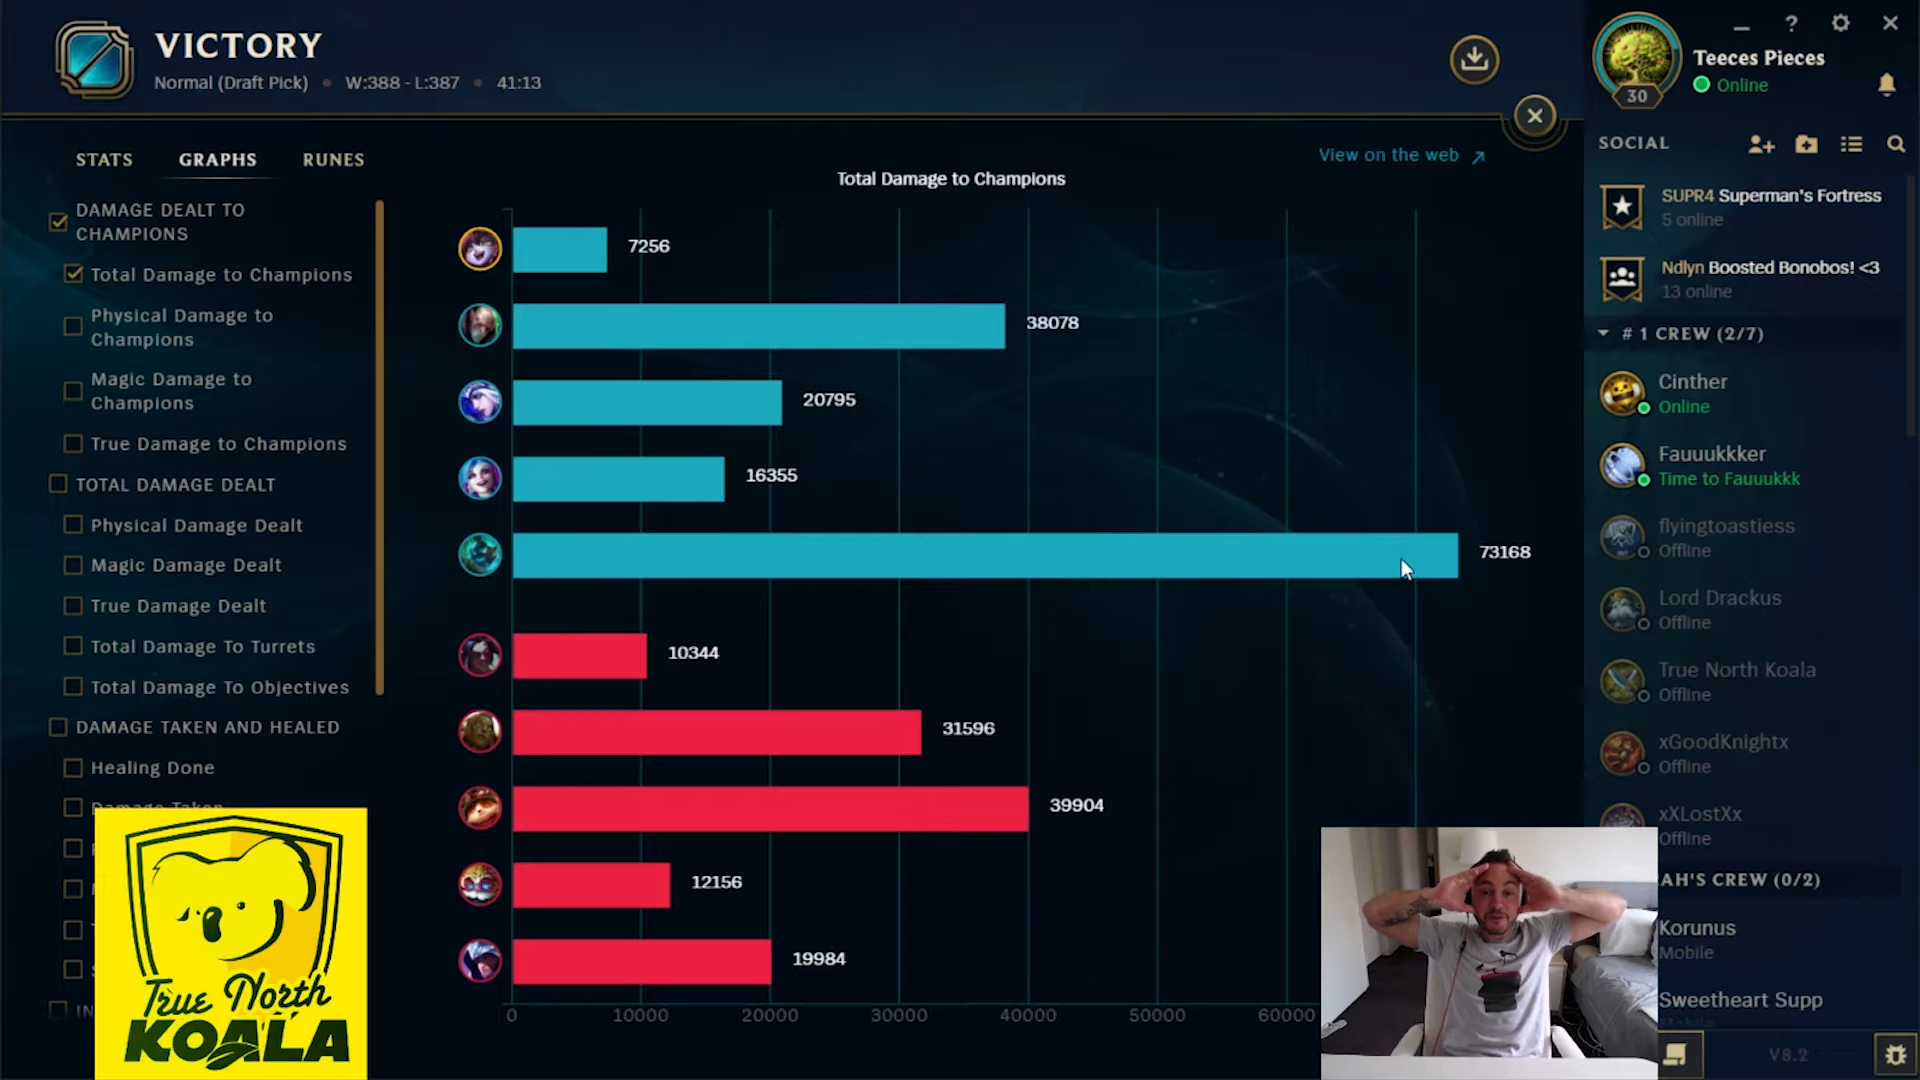 VICTORY
Normal (Draft Pick) • W:388 - L:387 • 41:13
STATS GRAPHS RUNES
View on the web
Total Damage to Champions
DAMAGE DEALT TO
CHAMPIONS
Total Damage to Champions
Physical Damage to
Champions
Magic Damage to
Champions
True Damage to Champions
TOTAL DAMAGE DEALT
Physical Damage Dealt
Magic Damage Dealt
True Damage Dealt
Total Damage To Turrets
Total Damage To Objectives
DAMAGE TAKEN AND HEALED
Healing Done
Damage Taken
7256
38078
20795
16355
73168
10344
31596
39904
12156
19984
0 10000 20000 30000 40000 50000 60000
True North
KOALA
30
Teeces Pieces
Online
SOCIAL
SUPR4 Superman's Fortress
5 online
Ndlyn Boosted Bonobos! <3
13 online
# 1 CREW (2/7)
Cinther
Online
Fauuukkker
Time to Fauuukkk
flyingtoastiess
Offline
Lord Drackus
Offline
True North Koala
Offline
xGoodKnightx
Offline
xXLostXx
Offline
AH'S CREW (0/2)
Korunus
Mobile
Sweetheart Supp
V8.2